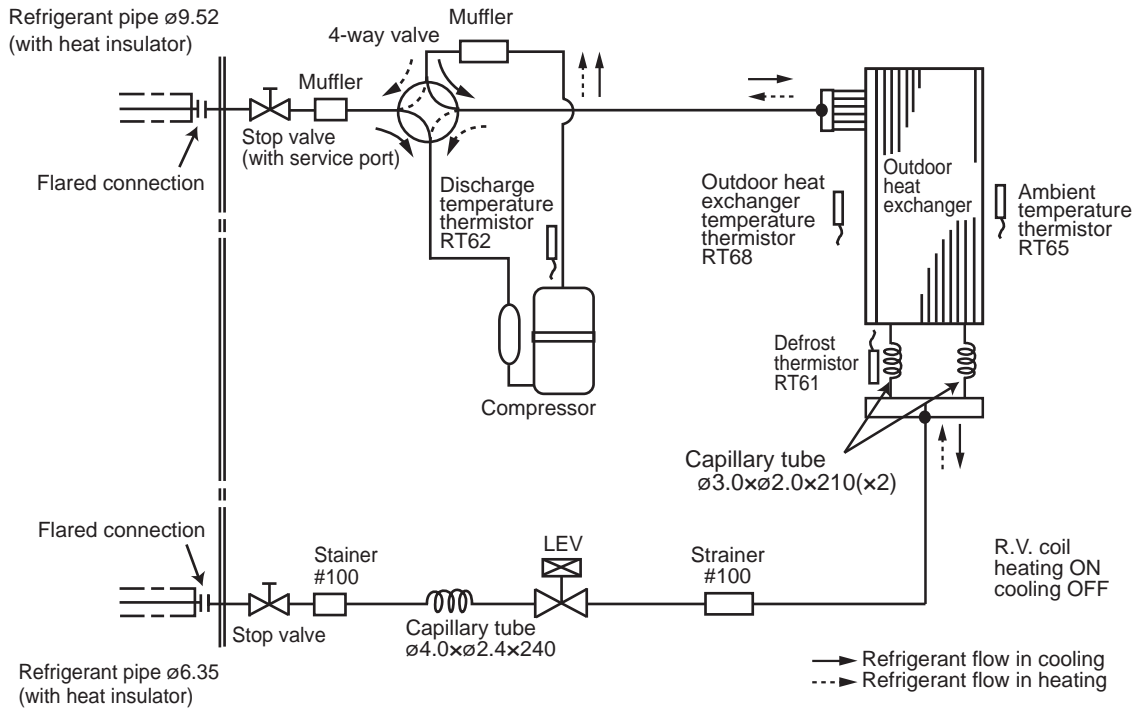 Refrigerant pipe ø9.52
(with heat insulator)
Muffler
4-way valve
Muffler
Stop valve
(with service port)
Flared connection
Discharge
temperature
thermistor
RT62
Outdoor heat
exchanger
temperature
thermistor
RT68
Outdoor
heat
exchanger
Ambient
temperature
thermistor
RT65
Defrost
thermistor
RT61
Compressor
Capillary tube
ø3.0×ø2.0×210(×2)
Flared connection
Stainer
#100
LEV
Strainer
#100
R.V. coil
heating ON
cooling OFF
Stop valve
Capillary tube
ø4.0×ø2.4×240
Refrigerant pipe ø6.35
(with heat insulator)
Refrigerant flow in cooling
Refrigerant flow in heating